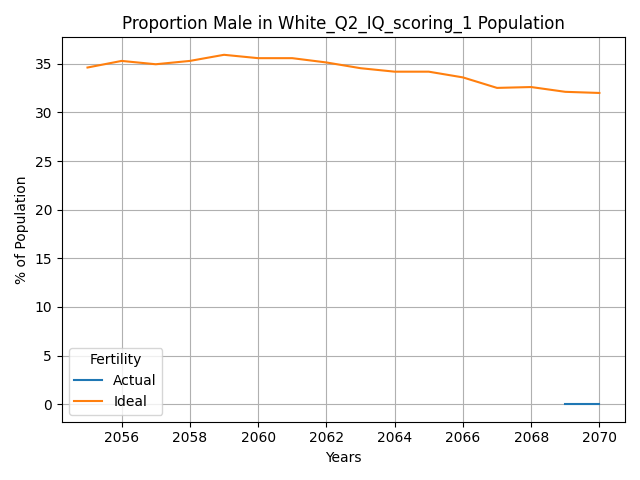 Proportion Male in White_Q2_IQ_scoring_1 Population
% of Population
35
30
25
20
15
10
5
0
Fertility
Actual
Ideal
2056 2058 2060 2062 2064 2066 2068 2070
Years